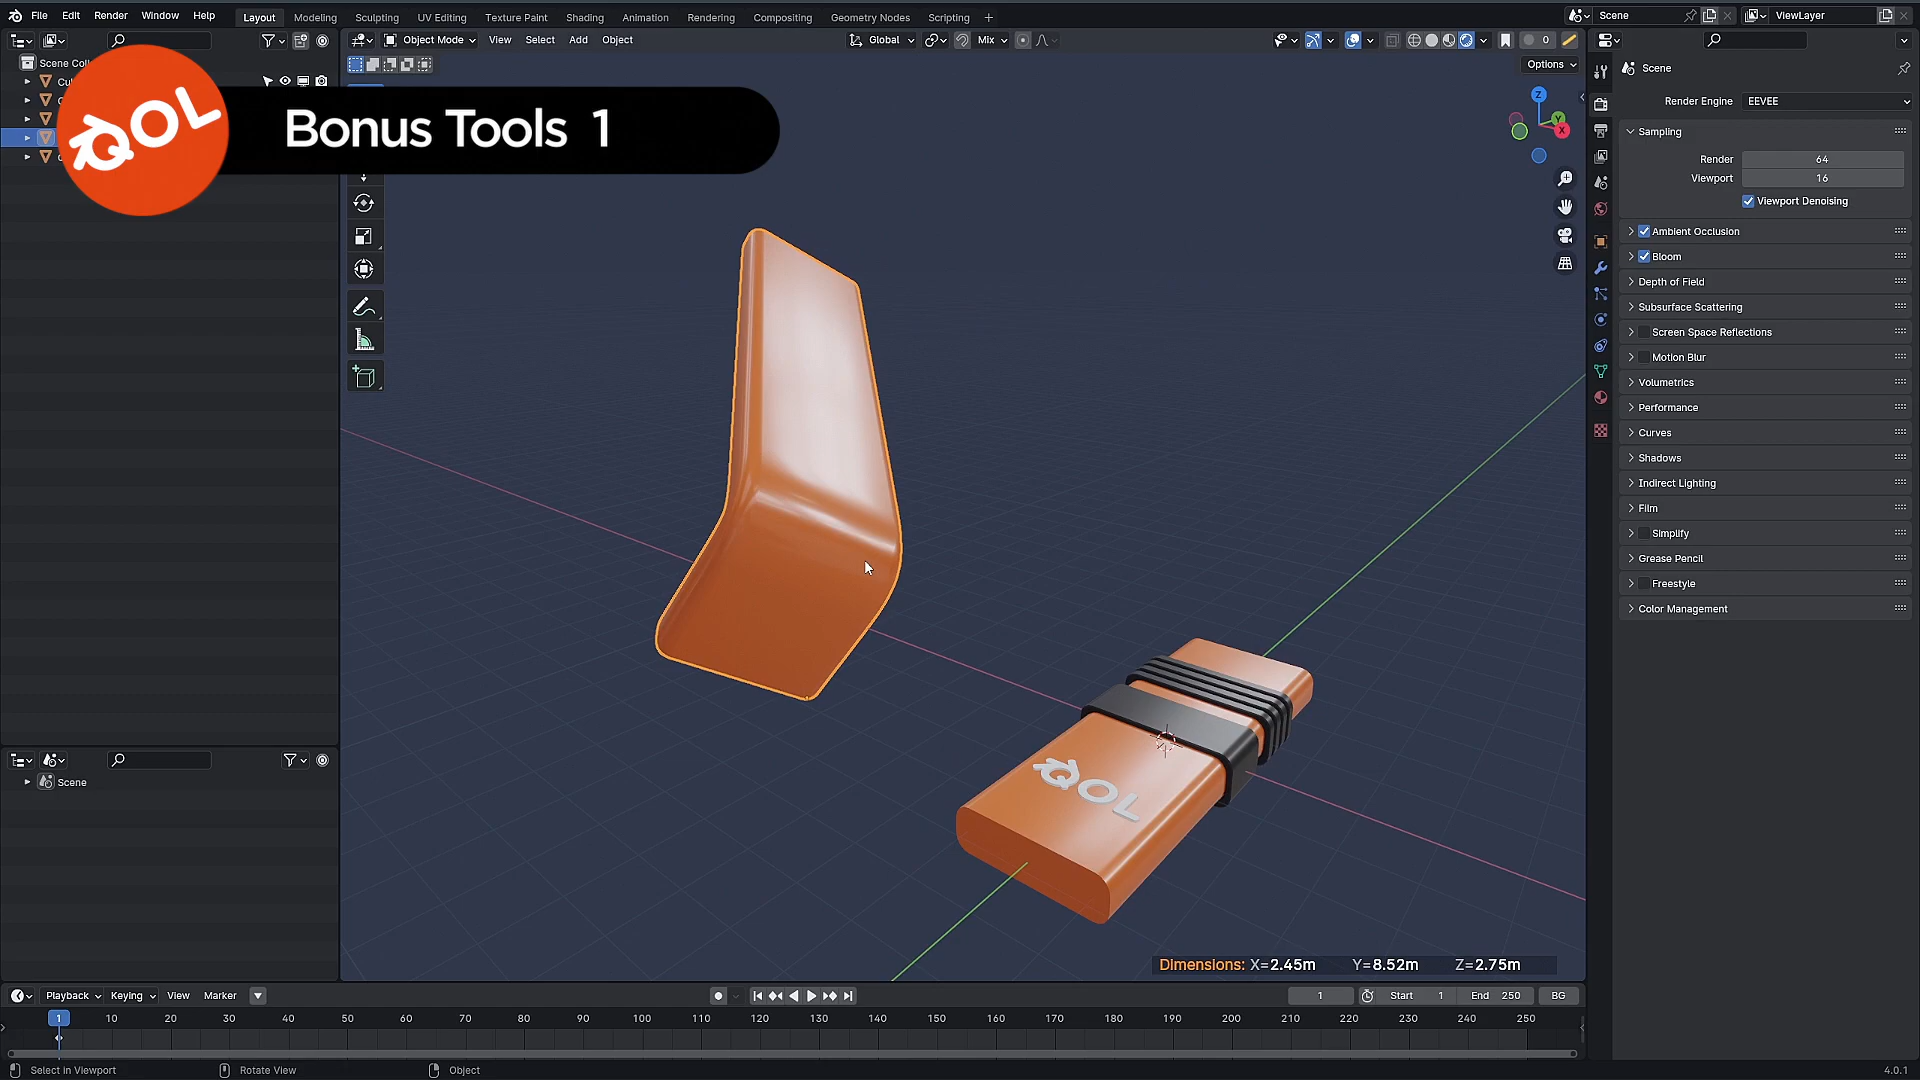 File Edit Render Window Help Layout Modeling Sculpting UV Editing Texture Paint Shading Animation Rendering Compositing Geometry Nodes Scripting + Scene ViewLayer
Object Mode View Select Add Object Global Mix 0
Options
Scene Coll
QOL
Bonus Tools 1
Z
Y
X
Scene
Render Engine EEVEE
Sampling
Render 64
Viewport 16
Viewport Denoising
Ambient Occlusion
Bloom
Depth of Field
Subsurface Scattering
Screen Space Reflections
Motion Blur
Volumetrics
Performance
Curves
Shadows
Indirect Lighting
Film
Simplify
Grease Pencil
Freestyle
Color Management
Scene
QOL
Dimensions: X=2.45m Y=8.52m Z=2.75m
Playback Keying View Marker 1 Start 1 End 250 BG
1 10 20 30 40 50 60 70 80 90 100 110 120 130 140 150 160 170 180 190 200 210 220 230 240 250
Select in Viewport Rotate View Object 4.0.1